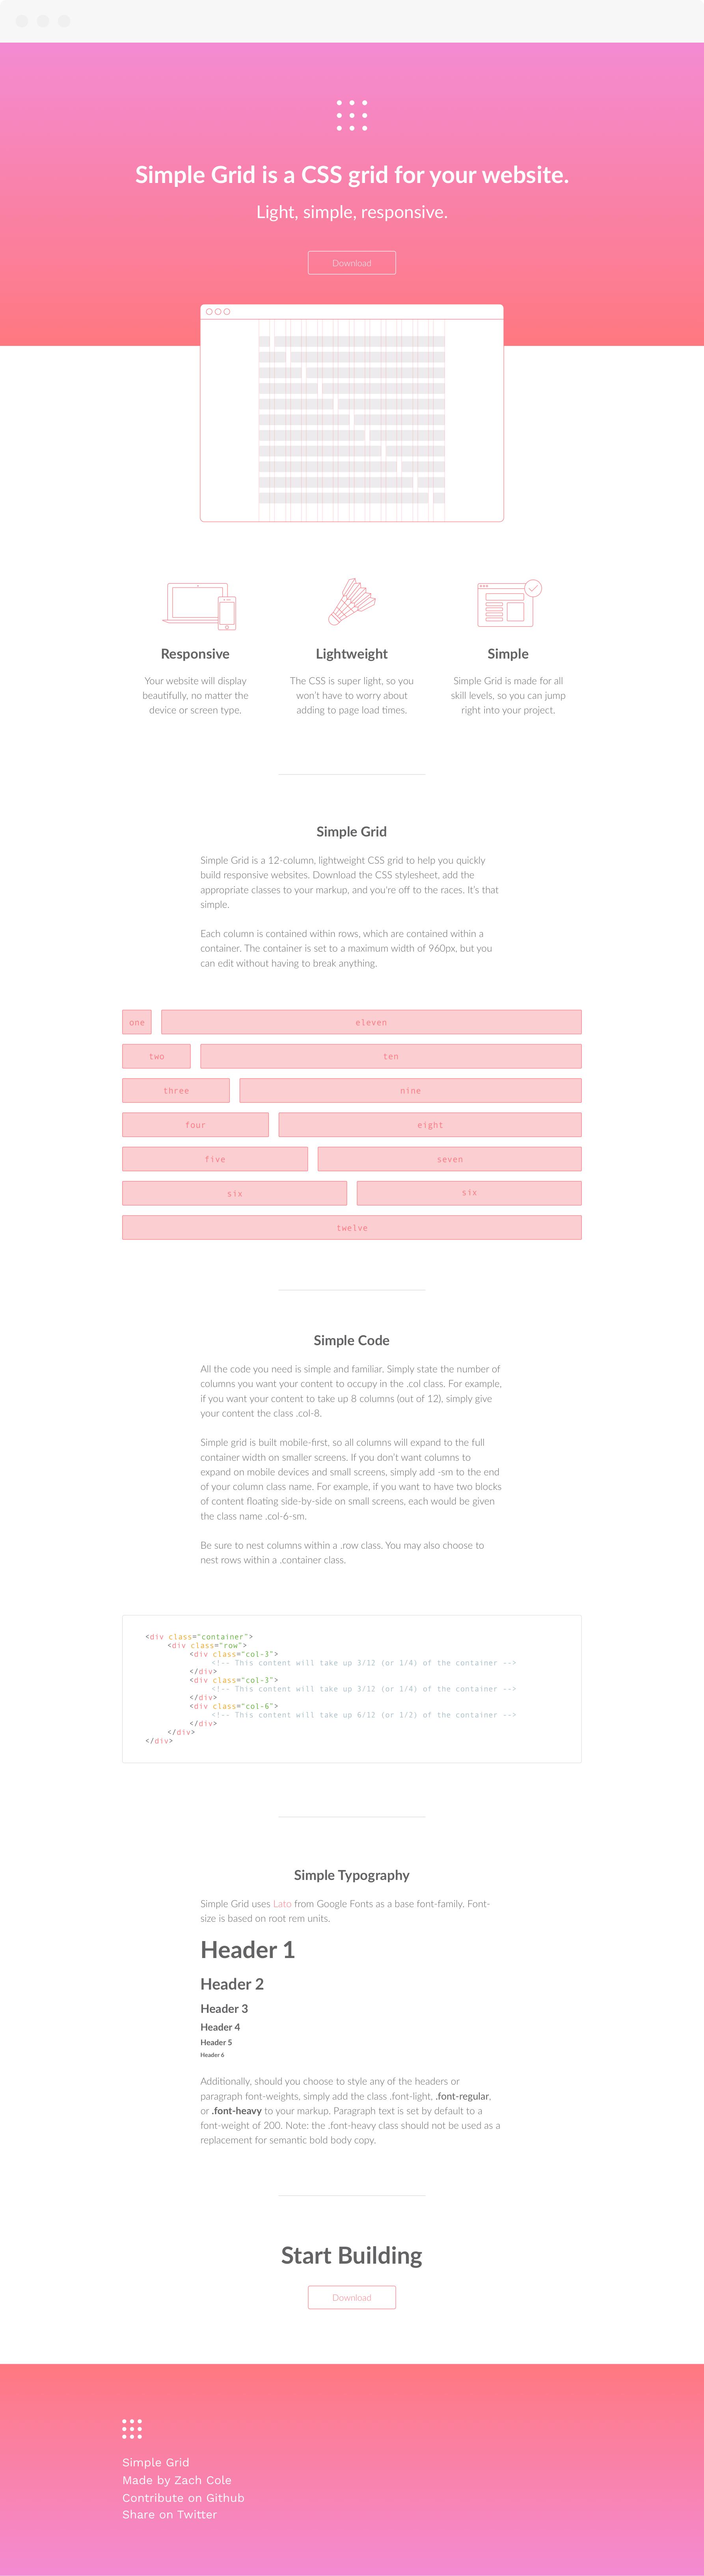 Simple Grid is a CSS grid for your website.
Light, simple, responsive.
Download
Responsive
Your website will display
beautifully, no matter the
device or screen type.
Lightweight
The CSS is super light, so you
won't have to worry about
adding to page load times.
Simple
Simple Grid is made for all
skill levels, so you can jump
right into your project.
Simple Grid
Simple Grid is a 12-column, lightweight CSS grid to help you quickly
build responsive websites. Download the CSS stylesheet, add the
appropriate classes to your markup, and you're off to the races. It's that
simple.
Each column is contained within rows, which are contained within a
container. The container is set to a maximum width of 960px, but you
can edit without having to break anything.
one eleven
two ten
three nine
four eight
five seven
six six
twelve
Simple Code
All the code you need is simple and familiar. Simply state the number of
columns you want your content to occupy in the .col class. For example,
if you want your content to take up 8 columns (out of 12), simply give
your content the class .col-8.
Simple grid is built mobile-first, so all columns will expand to the full
container width on smaller screens. If you don't want columns to
expand on mobile devices and small screens, simply add -sm to the end
of your column class name. For example, if you want to have two blocks
of content floating side-by-side on small screens, each would be given
the class name .col-6-sm.
Be sure to nest columns within a .row class. You may also choose to
nest rows within a .container class.
<div class="container">
<div class="row">
<div class="col-3">
<!-- This content will take up 3/12 (or 1/4) of the container -->
</div>
<div class="col-3">
<!-- This content will take up 3/12 (or 1/4) of the container -->
</div>
<div class="col-6">
<!-- This content will take up 6/12 (or 1/2) of the container -->
</div>
</div>
</div>
Simple Typography
Simple Grid uses Lato from Google Fonts as a base font-family. Font-
size is based on root rem units.
Header 1
Header 2
Header 3
Header 4
Header 5
Header 6
Additionally, should you choose to style any of the headers or
paragraph font-weights, simply add the class .font-light, .font-regular,
or .font-heavy to your markup. Paragraph text is set by default to a
font-weight of 200. Note: the .font-heavy class should not be used as a
replacement for semantic bold body copy.
Start Building
Download
Simple Grid
Made by Zach Cole
Contribute on Github
Share on Twitter